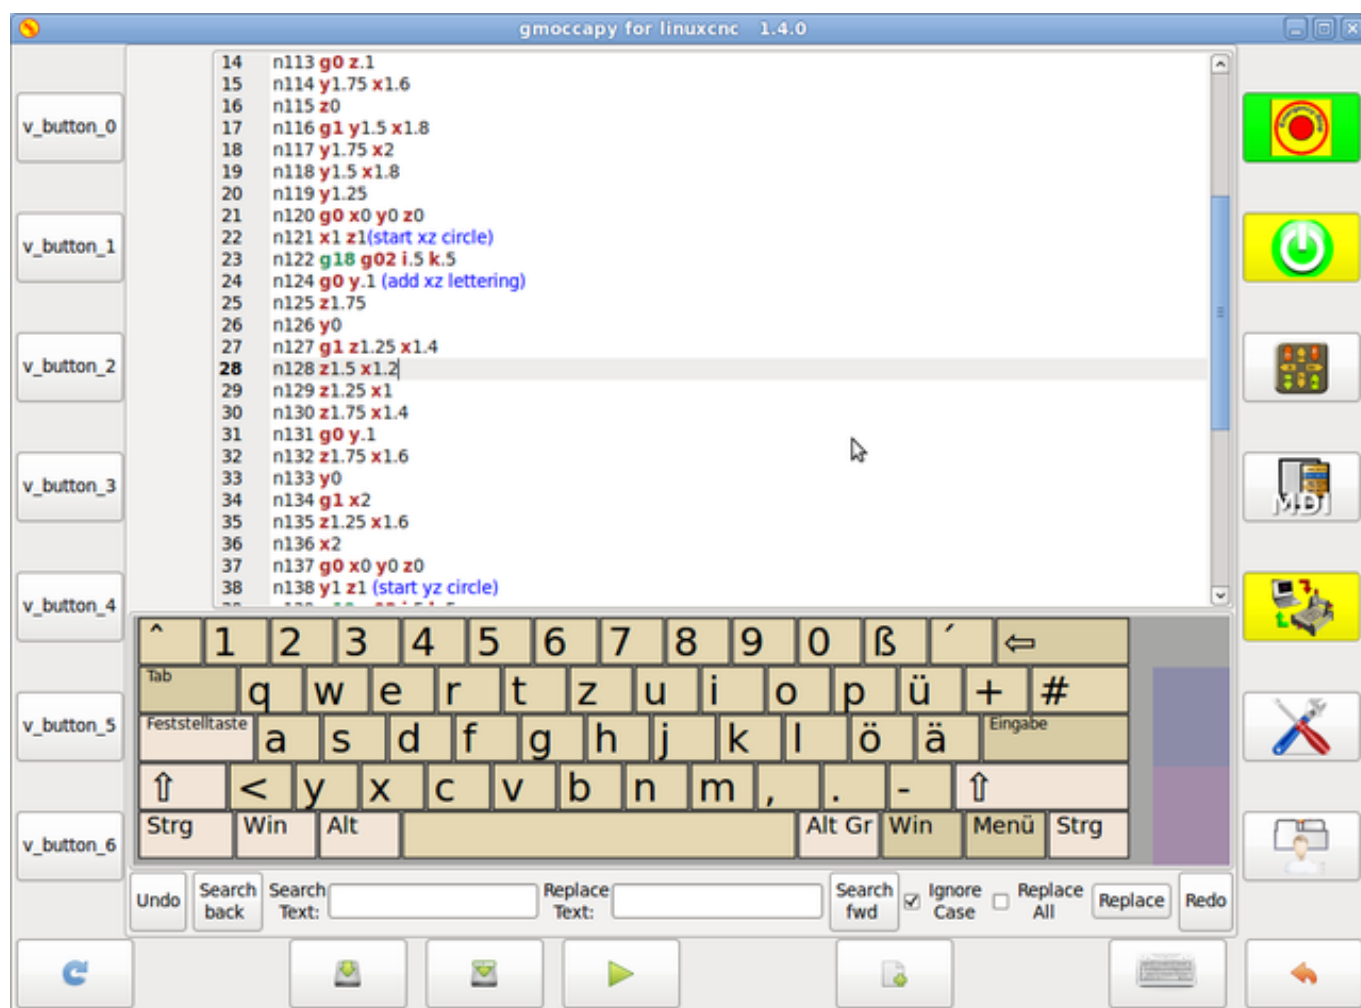 gmoccapy for linuxcnc 1.4.0
v_button_0
v_button_1
v_button_2
v_button_3
v_button_4
v_button_5
v_button_6
14 n113 g0 z.1
15 n114 y1.75 x1.6
16 n115 z0
17 n116 g1 y1.5 x1.8
18 n117 y1.75 x2
19 n118 y1.5 x1.8
20 n119 y1.25
21 n120 g0 x0 y0 z0
22 n121 x1 z1(start xz circle)
23 n122 g18 g02 i.5 k.5
24 n124 g0 y.1 (add xz lettering)
25 n125 z1.75
26 n126 y0
27 n127 g1 z1.25 x1.4
28 n128 z1.5 x1.2
29 n129 z1.25 x1
30 n130 z1.75 x1.4
31 n131 g0 y.1
32 n132 z1.75 x1.6
33 n133 y0
34 n134 g1 x2
35 n135 z1.25 x1.6
36 n136 x2
37 n137 g0 x0 y0 z0
38 n138 y1 z1 (start yz circle)
MDI
^ 1 2 3 4 5 6 7 8 9 0 ß ´ ⇦
Tab q w e r t z u i o p ü + #
Feststelltaste a s d f g h j k l ö ä Eingabe
⇧ < y x c v b n m , . - ⇧
Strg Win Alt Alt Gr Win Menü Strg
Undo
Search back
Search Text:
Replace Text:
Search fwd
Ignore Case
Replace All
Replace
Redo